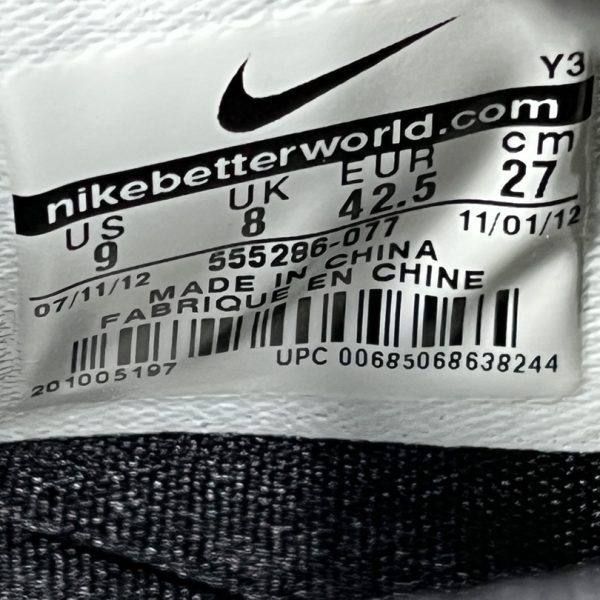 Y3
nikebetterworld.com
US UK EUR cm
9 8 42.5 27
07/11/12 555286-077 11/01/12
MADE IN CHINA
FABRIQUE EN CHINE
201005197 UPC 00685068638244